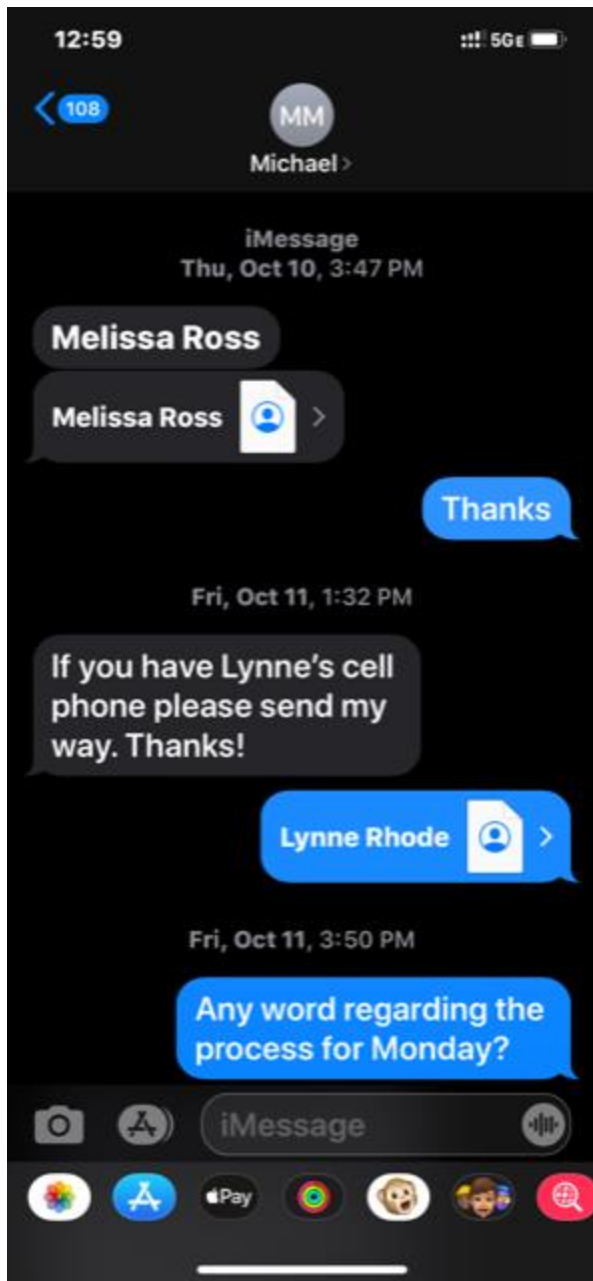 12:59
5GE
108
MM
Michael
iMessage
Thu, Oct 10, 3:47 PM
Melissa Ross
Melissa Ross
Thanks
Fri, Oct 11, 1:32 PM
If you have Lynne's cell
phone please send my
way. Thanks!
Lynne Rhode
Fri, Oct 11, 3:50 PM
Any word regarding the
process for Monday?
iMessage
Pay